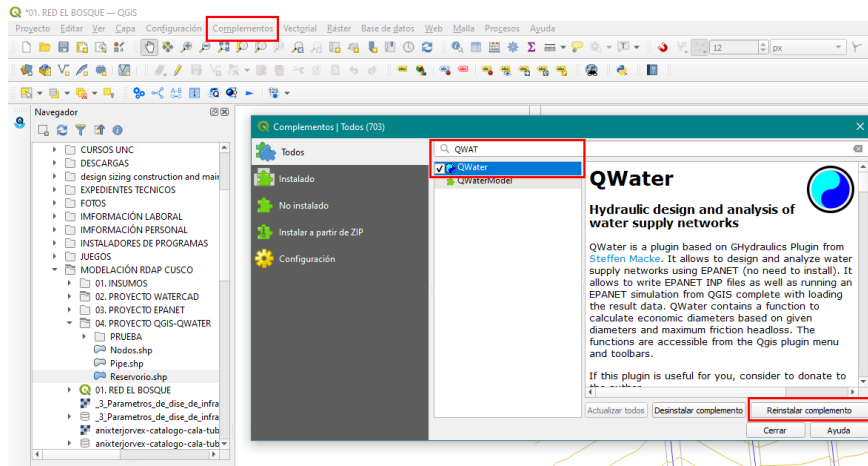 *01. RED EL BOSQUE — QGIS
Proyecto Editar Ver Capa Configuración Complementos Vectorial Ráster Base de datos Web Malla Procesos Ayuda
12 px
123
Navegador
CURSOS UNC
DESCARGAS
design sizing construction and mair
EXPEDIENTES TECNICOS
FOTOS
IMFORMACIÓN LABORAL
IMFORMACIÓN PERSONAL
INSTALADORES DE PROGRAMAS
JUEGOS
MODELACIÓN RDAP CUSCO
01. INSUMOS
02. PROYECTO WATERCAD
03. PROYECTO EPANET
04. PROYECTO QGIS-QWATER
PRUEBA
Nodos.shp
Pipe.shp
Reservorio.shp
01. RED EL BOSQUE
_3_Parametros_de_dise_de_infra
_3_Parametros_de_dise_de_infra
anixterjorvex-catalogo-cala-tub
anixterjorvex-catalogo-cala-tub
Complementos | Todos (703)
Todos
Instalado
No instalado
Instalar a partir de ZIP
Configuración
QWAT
QWater
QWaterModel
QWater
Hydraulic design and analysis of
water supply networks
QWater is a plugin based on GHydraulics Plugin from
Steffen Macke. It allows to design and analyze water
supply networks using EPANET (no need to install). It
allows to write EPANET INP files as well as running an
EPANET simulation from QGIS complete with loading
the result data. QWater contains a function to
calculate economic diameters based on given
diameters and maximum friction headloss. The
functions are accessible from the Qgis plugin menu
and toolbars.
If this plugin is useful for you, consider to donate to
the author
Actualizar todos Desinstalar complemento Reinstalar complemento
Cerrar Ayuda